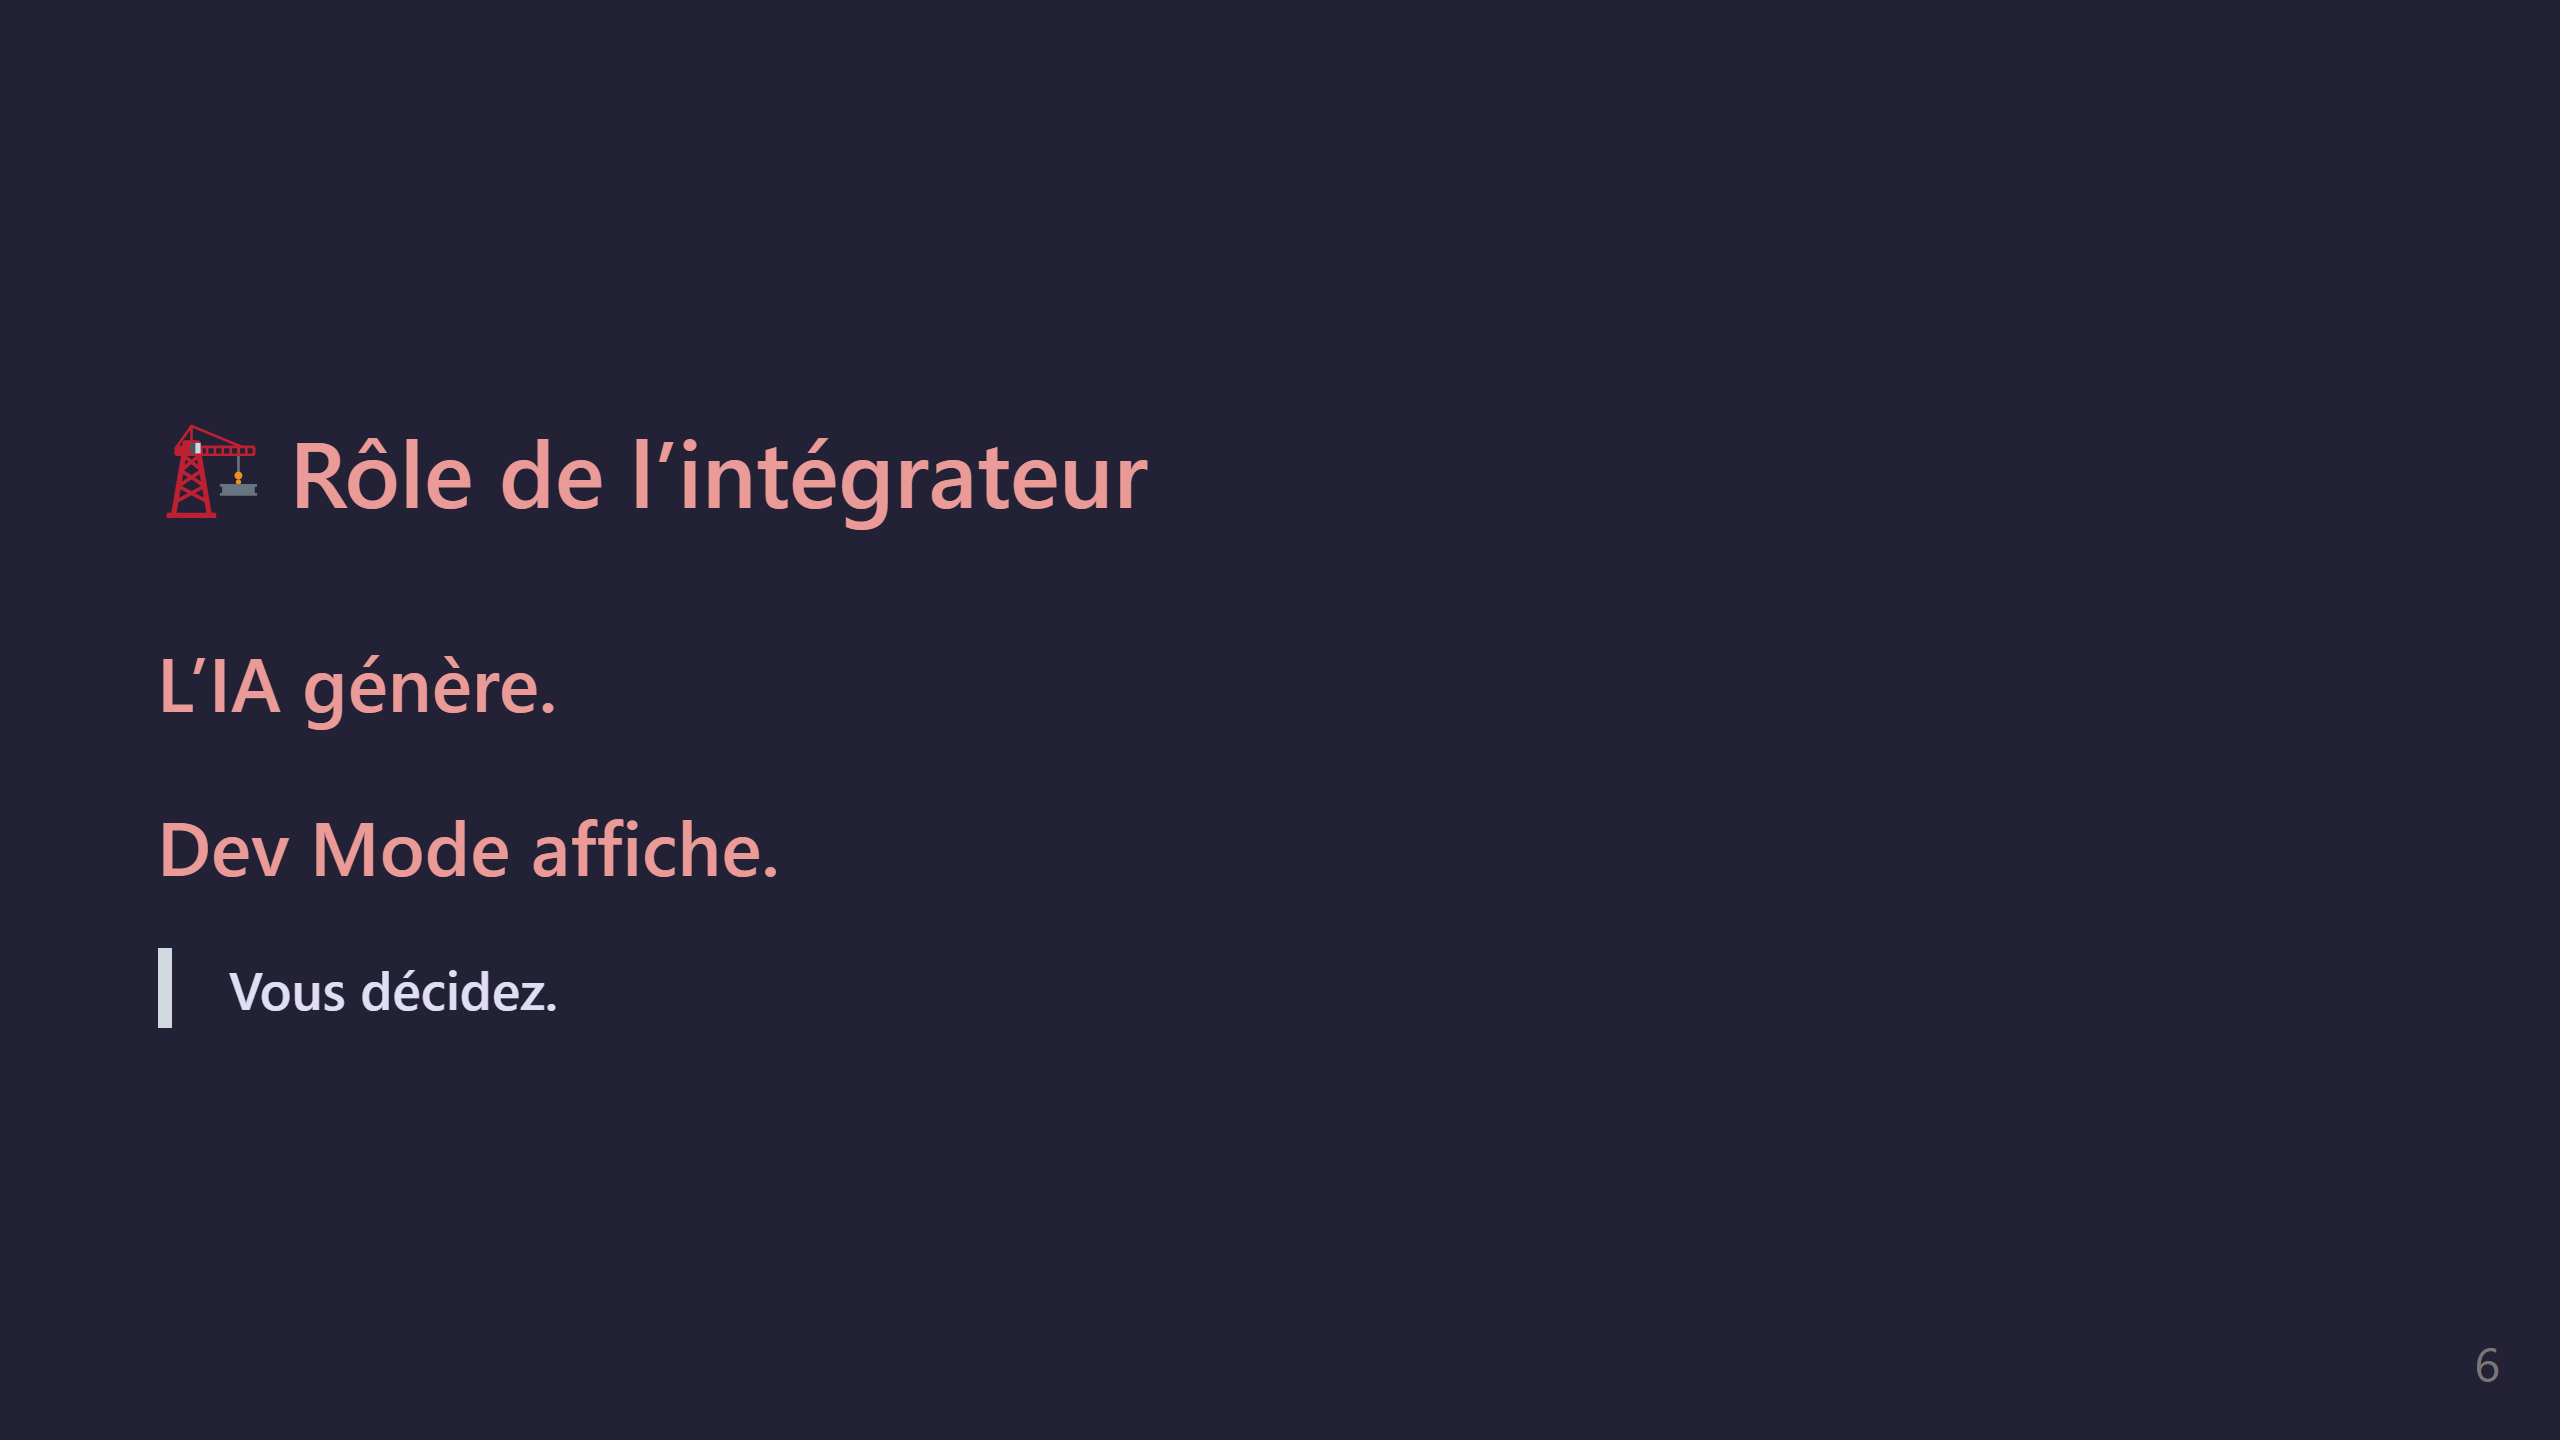 Rôle de l’intégrateur
L’IA génère.
Dev Mode affiche.
Vous décidez.
6